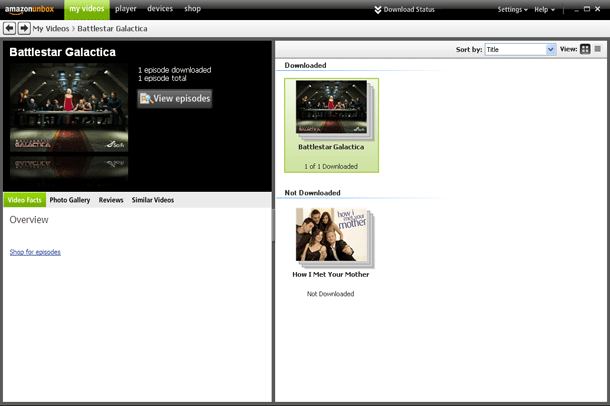 amazonunbox my videos player devices shop Download Status Settings Help
My Videos > Battlestar Galactica
Battlestar Galactica
1 episode downloaded
1 episode total
View episodes
GALACTICA
SciFi
Video Facts Photo Gallery Reviews Similar Videos
Overview
Shop for episodes
Sort by: Title View:
Downloaded
GALACTICA
Battlestar Galactica
1 of 1 Downloaded
Not Downloaded
how i
met your
mother
How I Met Your Mother
Not Downloaded